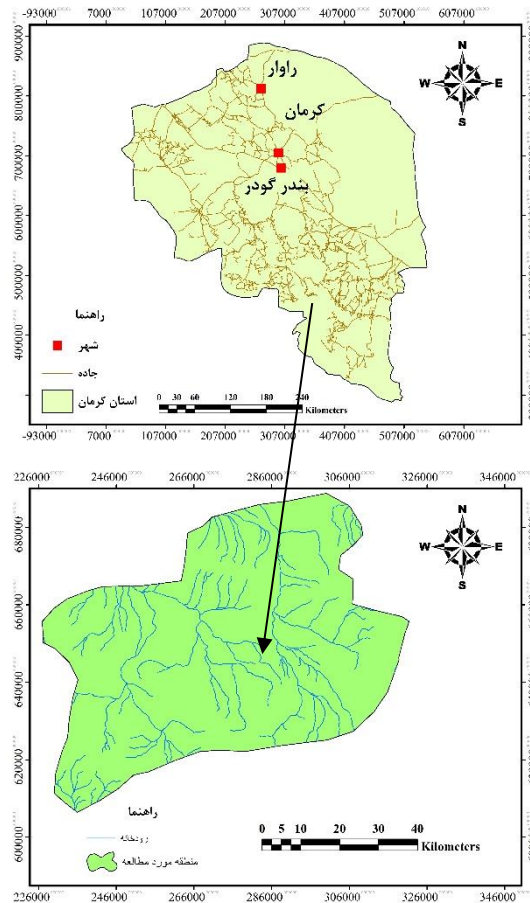 -93000 7000 107000 207000 307000 407000 507000 607000
900000
800000
700000
600000
500000
400000
N
W E
S
راوار
کرمان
بندر گودر
راهنما
شهر
جاده
استان کرمان
0 30 60 120 180 240
Kilometers
-93000 7000 107000 207000 307000 407000 507000 607000
226000 246000 266000 286000 306000 326000 346000
680000
660000
640000
620000
600000
N
W E
S
راهنما
رودخانه
منطقه مورد مطالعه
0 5 10 20 30 40
Kilometers
226000 246000 266000 286000 306000 326000 346000